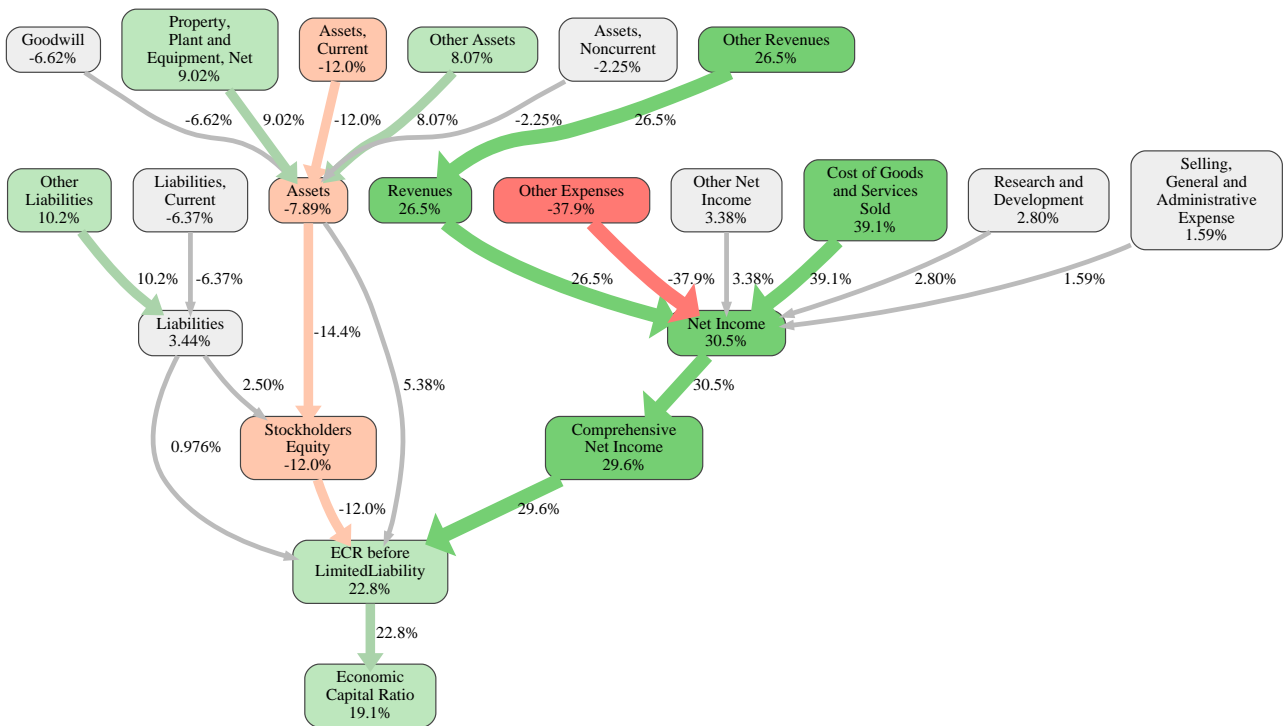 Goodwill
-6.62%
Property,
Plant and
Equipment, Net
9.02%
Assets,
Current
-12.0%
Other Assets
8.07%
Assets,
Noncurrent
-2.25%
Other Revenues
26.5%
-6.62%
9.02%
-12.0%
8.07%
-2.25%
26.5%
Other
Liabilities
10.2%
Liabilities,
Current
-6.37%
Assets
-7.89%
Revenues
26.5%
Other Expenses
-37.9%
Other Net
Income
3.38%
Cost of Goods
and Services
Sold
39.1%
Research and
Development
2.80%
Selling,
General and
Administrative
Expense
1.59%
10.2%
-6.37%
26.5%
-37.9%
3.38%
39.1%
2.80%
1.59%
Liabilities
3.44%
-14.4%
Net Income
30.5%
2.50%
5.38%
30.5%
0.976%
Stockholders
Equity
-12.0%
Comprehensive
Net Income
29.6%
-12.0%
29.6%
ECR before
LimitedLiability
22.8%
22.8%
Economic
Capital Ratio
19.1%